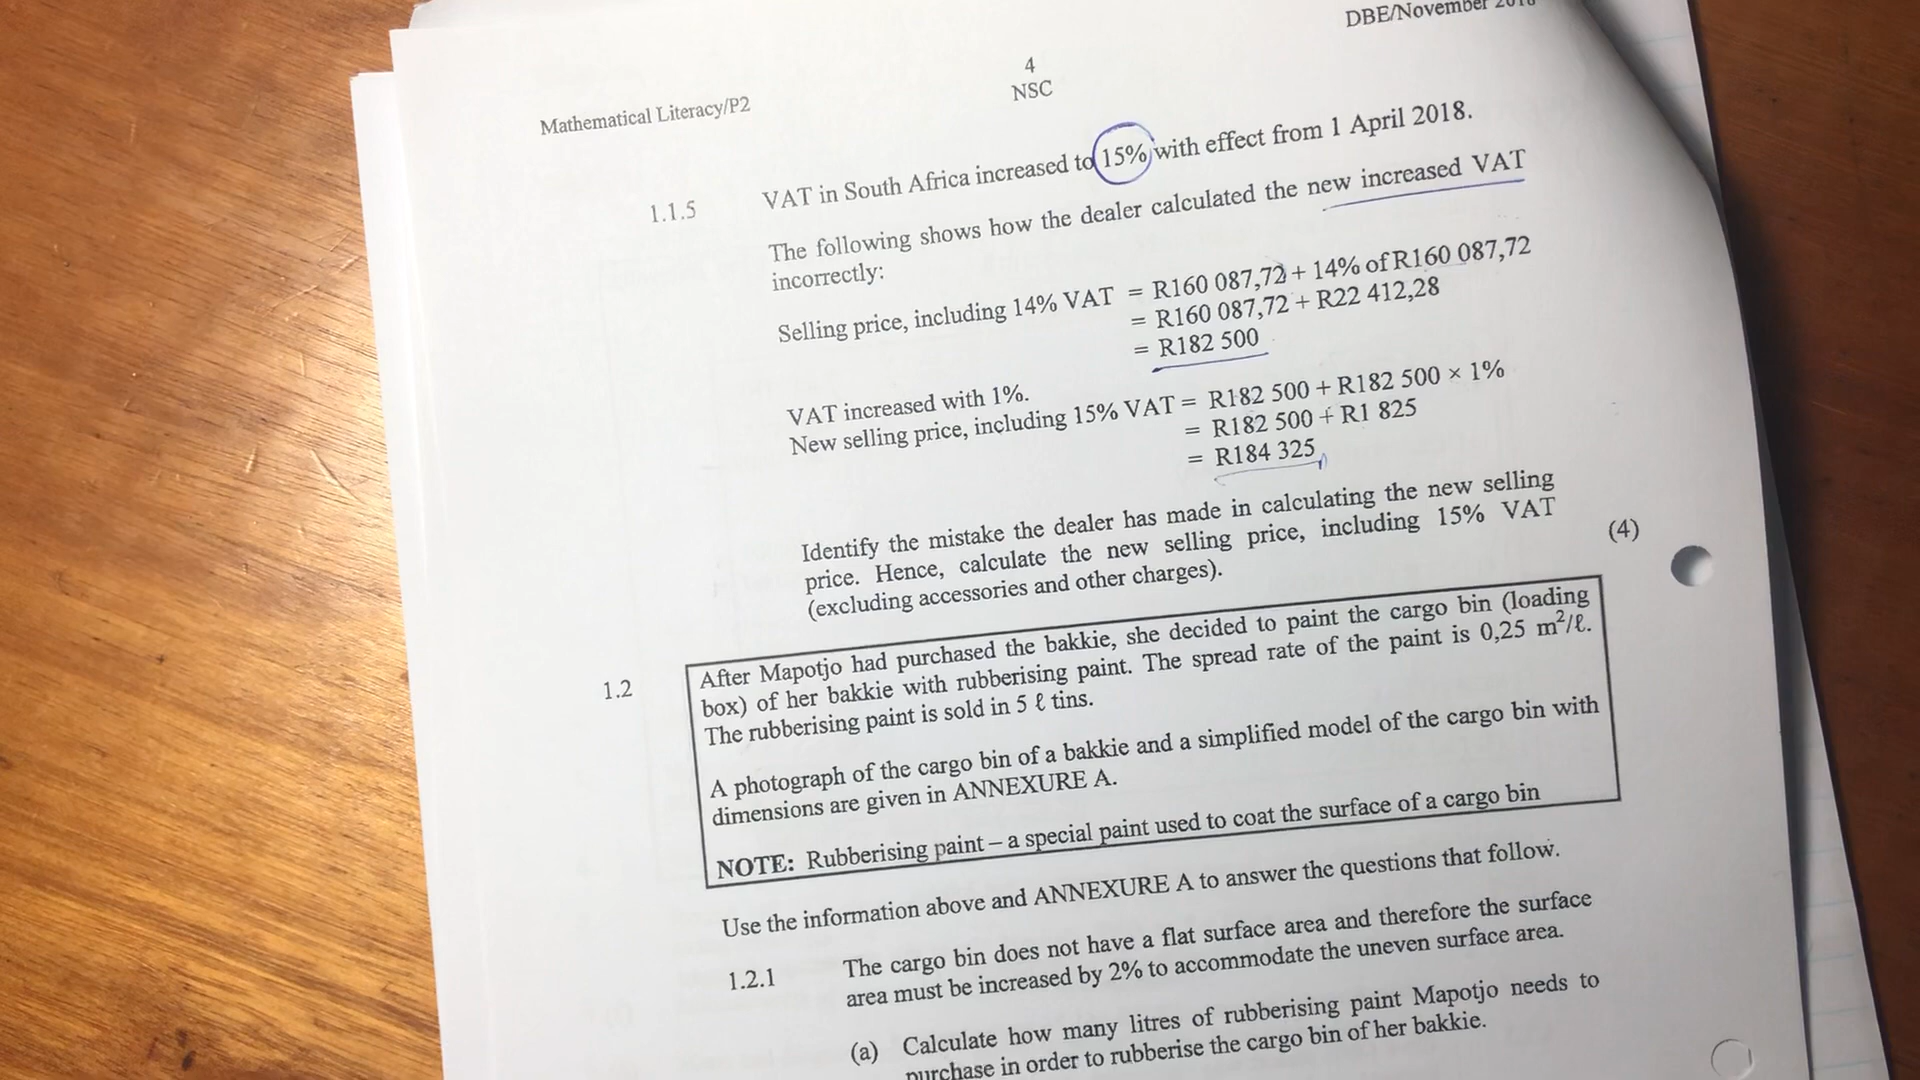 DBE/November 2018
4
NSC
Mathematical Literacy/P2
1.1.5 VAT in South Africa increased to 15% with effect from 1 April 2018.
The following shows how the dealer calculated the new increased VAT
incorrectly:
Selling price, including 14% VAT = R160 087,72 + 14% of R160 087,72
= R160 087,72 + R22 412,28
= R182 500
VAT increased with 1%.
New selling price, including 15% VAT = R182 500 + R182 500 × 1%
= R182 500 + R1 825
= R184 325
Identify the mistake the dealer has made in calculating the new selling
price. Hence, calculate the new selling price, including 15% VAT
(excluding accessories and other charges). (4)
1.2 After Mapotjo had purchased the bakkie, she decided to paint the cargo bin (loading
box) of her bakkie with rubberising paint. The spread rate of the paint is 0,25 m²/ℓ.
The rubberising paint is sold in 5 ℓ tins.
A photograph of the cargo bin of a bakkie and a simplified model of the cargo bin with
dimensions are given in ANNEXURE A.
NOTE: Rubberising paint – a special paint used to coat the surface of a cargo bin
Use the information above and ANNEXURE A to answer the questions that follow.
1.2.1 The cargo bin does not have a flat surface area and therefore the surface
area must be increased by 2% to accommodate the uneven surface area.
(a) Calculate how many litres of rubberising paint Mapotjo needs to
purchase in order to rubberise the cargo bin of her bakkie.